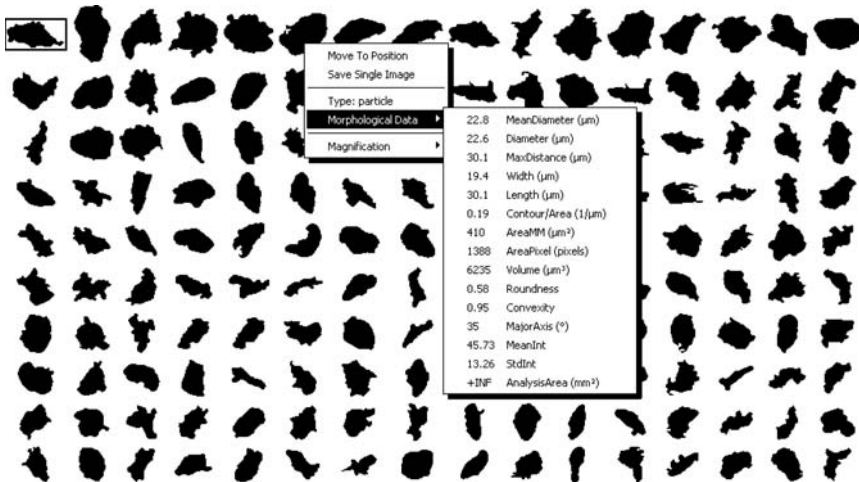 Move To Position
Save Single Image
Type: particle
Morphological Data
Magnification
22.8 MeanDiameter (µm)
22.6 Diameter (µm)
30.1 MaxDistance (µm)
19.4 Width (µm)
30.1 Length (µm)
0.19 Contour/Area (1/µm)
410 AreaMM (µm²)
1388 AreaPixel (pixels)
6235 Volume (µm³)
0.58 Roundness
0.95 Convexity
35 MajorAxis (°)
45.73 MeanInt
13.26 StdInt
+INF AnalysisArea (mm²)